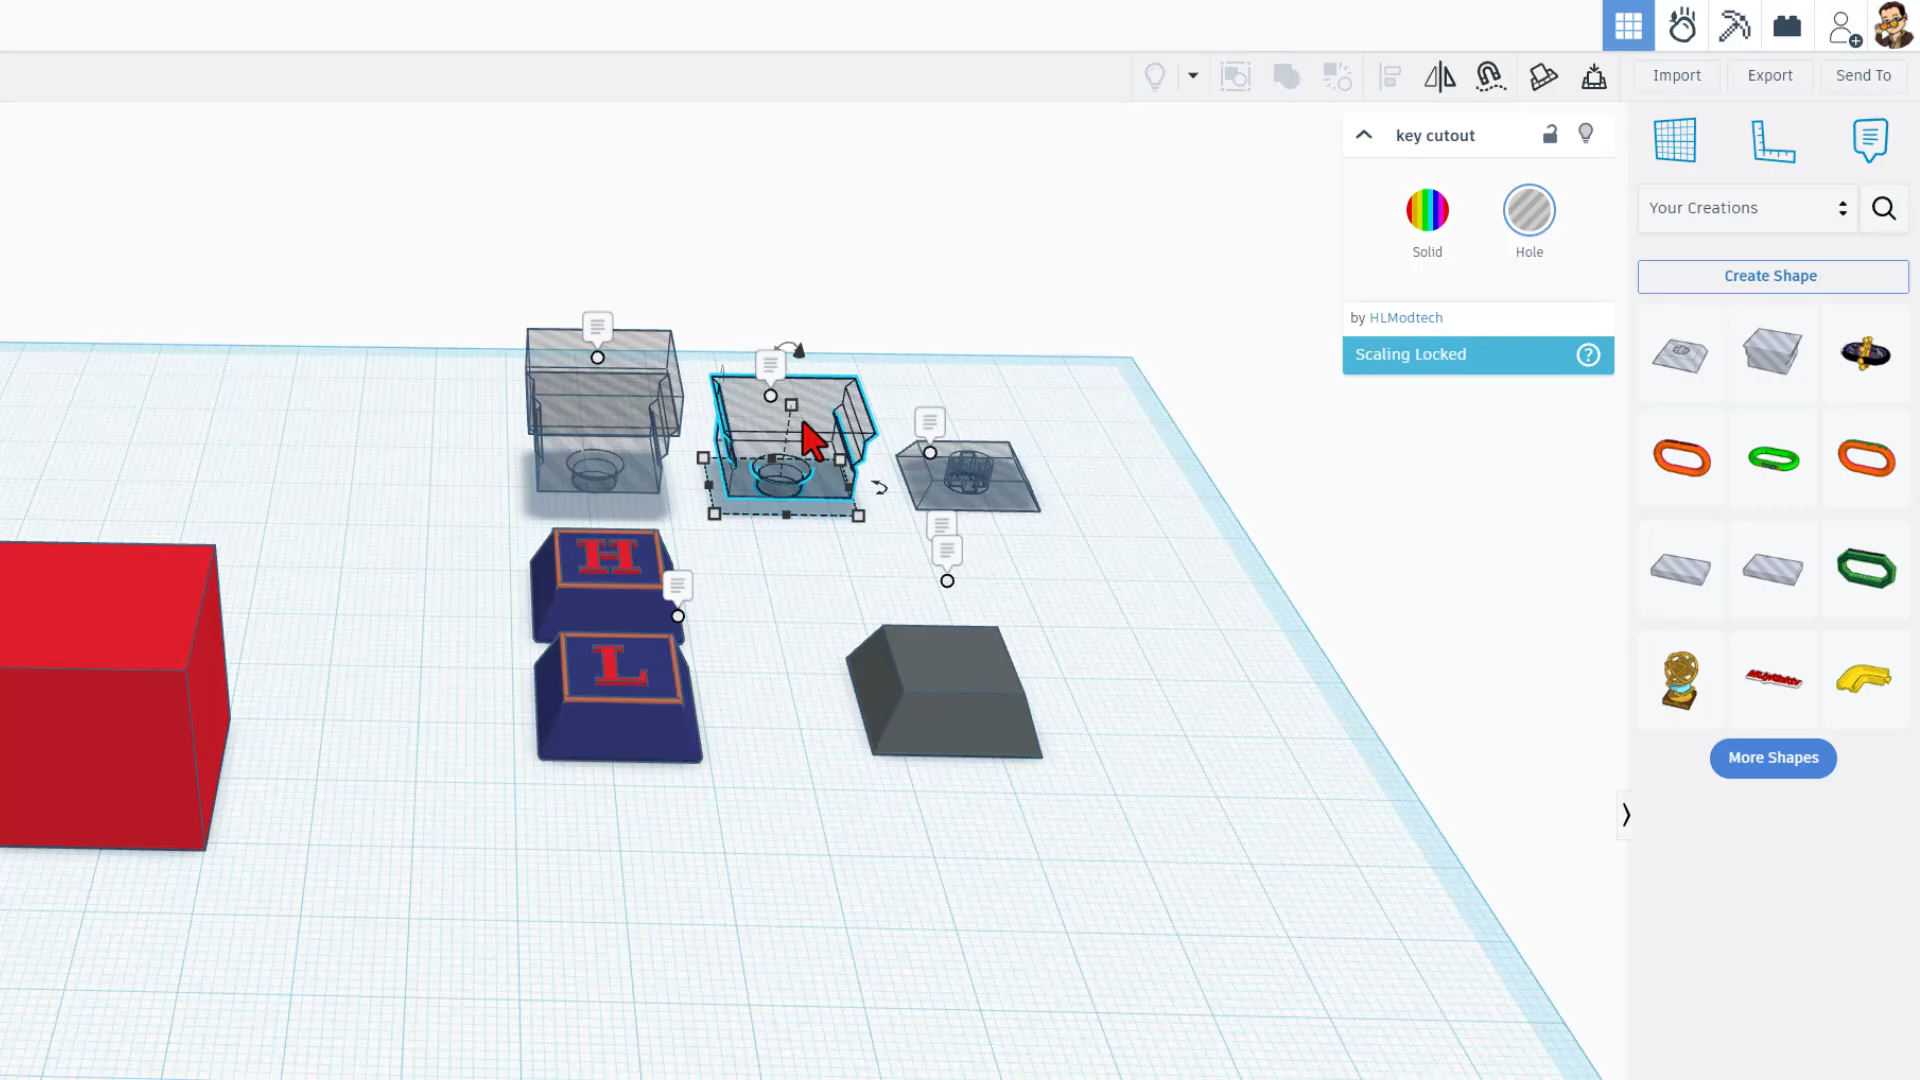 Import
Export
Send To
key cutout
Solid
Hole
by HLModtech
Scaling Locked
Your Creations
Create Shape
More Shapes
H
L